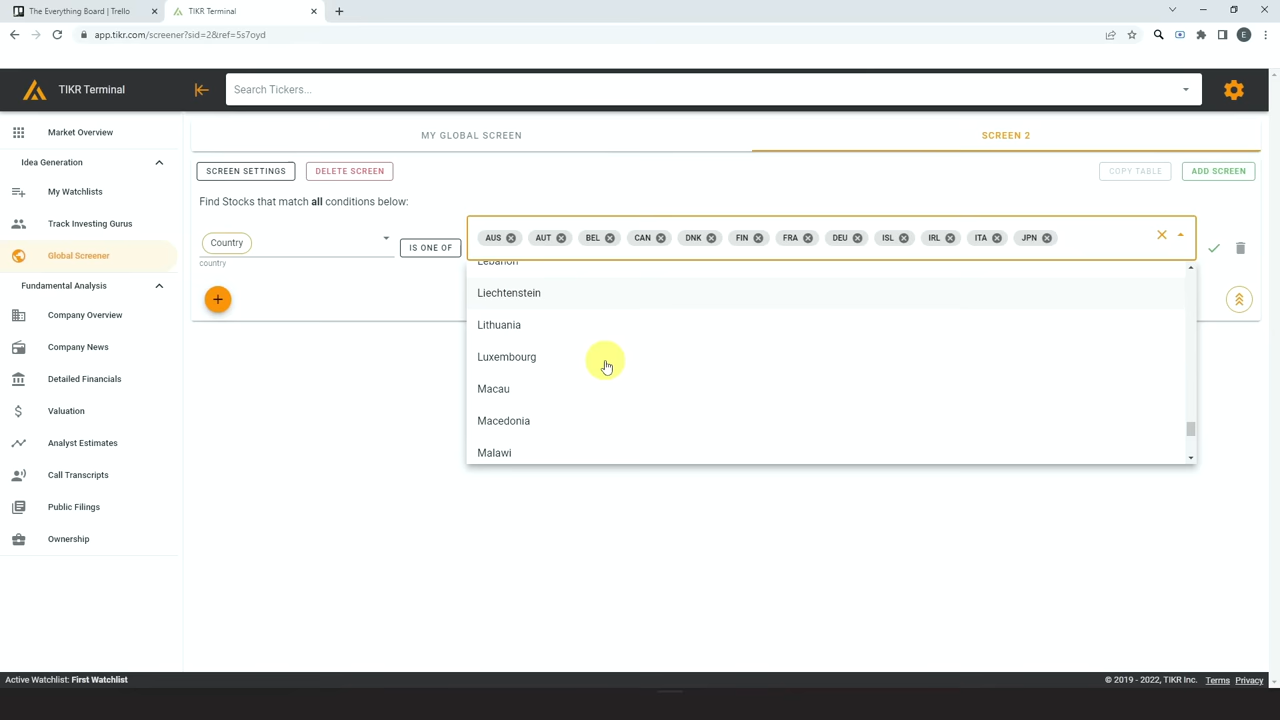 The Everything Board | Trello
TIKR Terminal
app.tikr.com/screener?sid=2&ref=5s7oyd
E
TIKR Terminal
Search Tickers...
Market Overview
Idea Generation
My Watchlists
Track Investing Gurus
Global Screener
Fundamental Analysis
Company Overview
Company News
Detailed Financials
Valuation
Analyst Estimates
Call Transcripts
Public Filings
Ownership
MY GLOBAL SCREEN
SCREEN 2
SCREEN SETTINGS
DELETE SCREEN
COPY TABLE
ADD SCREEN
Find Stocks that match all conditions below:
Country
country
IS ONE OF
AUS AUT BEL CAN DNK FIN FRA DEU ISL IRL ITA JPN
Lebanon
Liechtenstein
Lithuania
Luxembourg
Macau
Macedonia
Malawi
Active Watchlist: First Watchlist
© 2019 - 2022, TIKR Inc. Terms Privacy